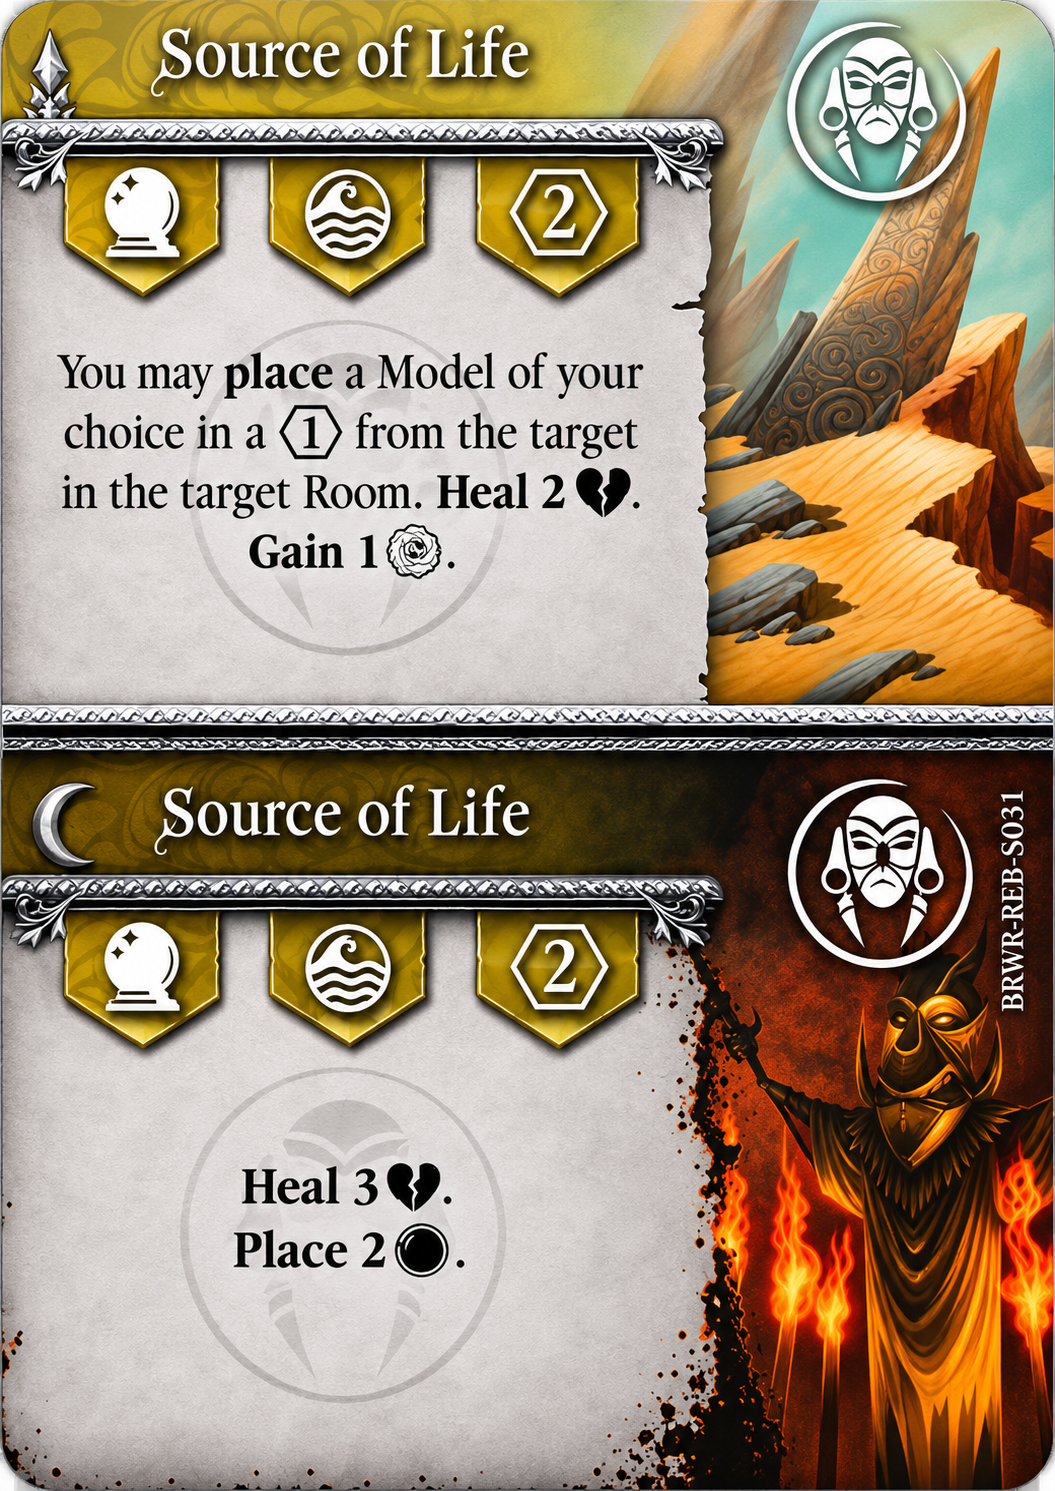 Source of Life
2
You may place a Model of your
choice in a 1 from the target
in the target Room. Heal 2.
Gain 1.
Source of Life
BRWR-REB-S031
2
Heal 3.
Place 2.